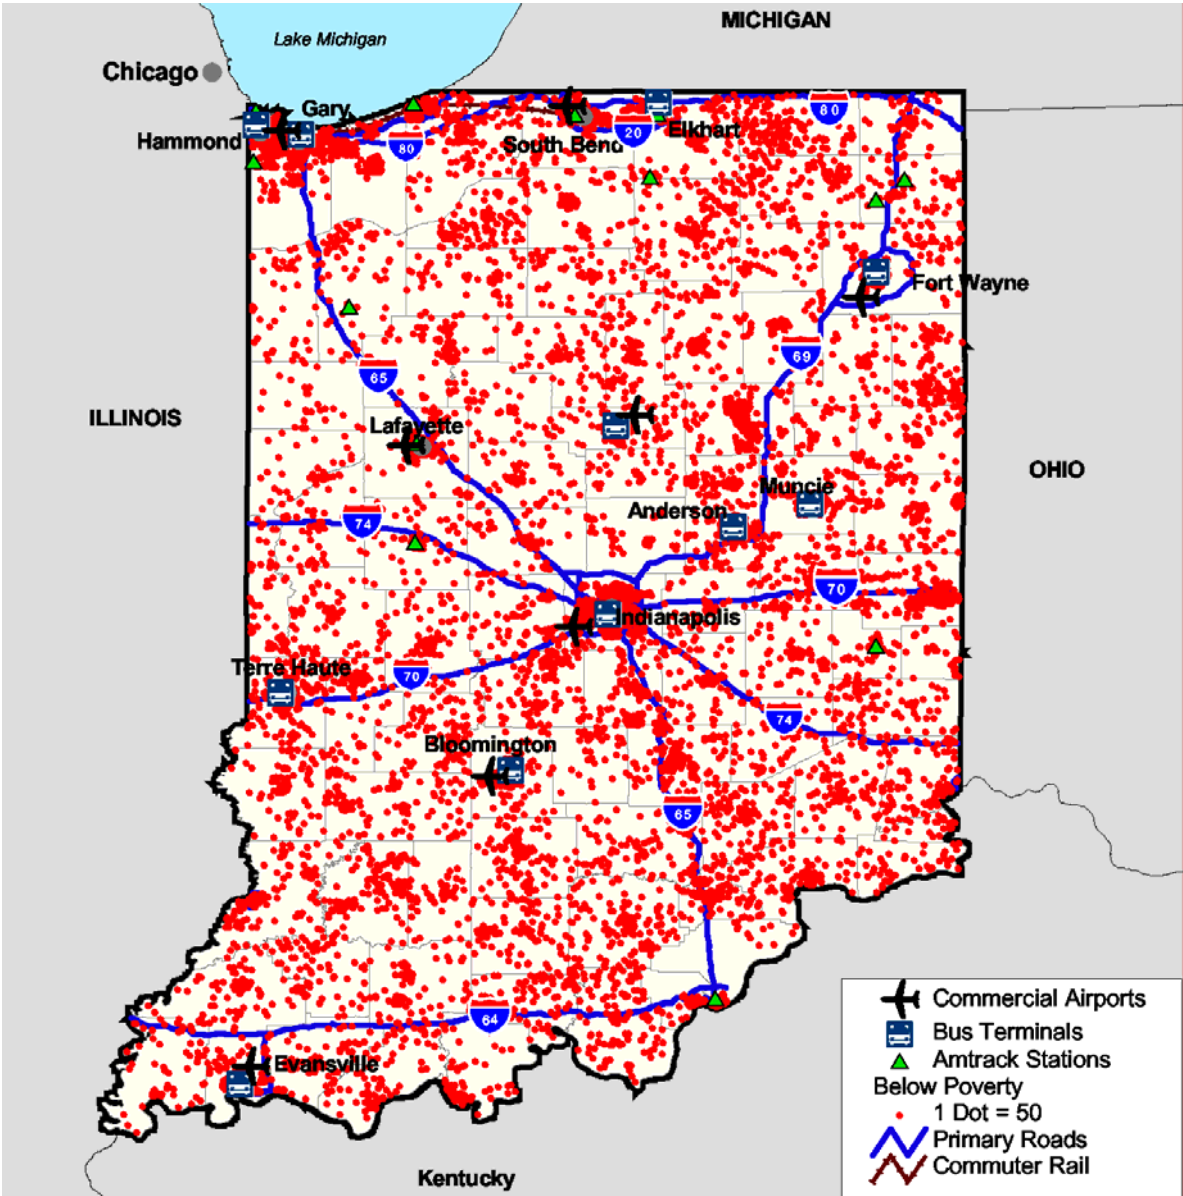 MICHIGAN
Lake Michigan
Chicago
Gary
Hammond
80
South Bend
20
Elkhart
80
Fort Wayne
69
65
ILLINOIS
Lafayette
OHIO
Muncie
Anderson
74
70
Indianapolis
Terre Haute
70
74
Bloomington
65
64
Evansville
Kentucky
Commercial Airports
Bus Terminals
Amtrack Stations
Below Poverty
1 Dot = 50
Primary Roads
Commuter Rail